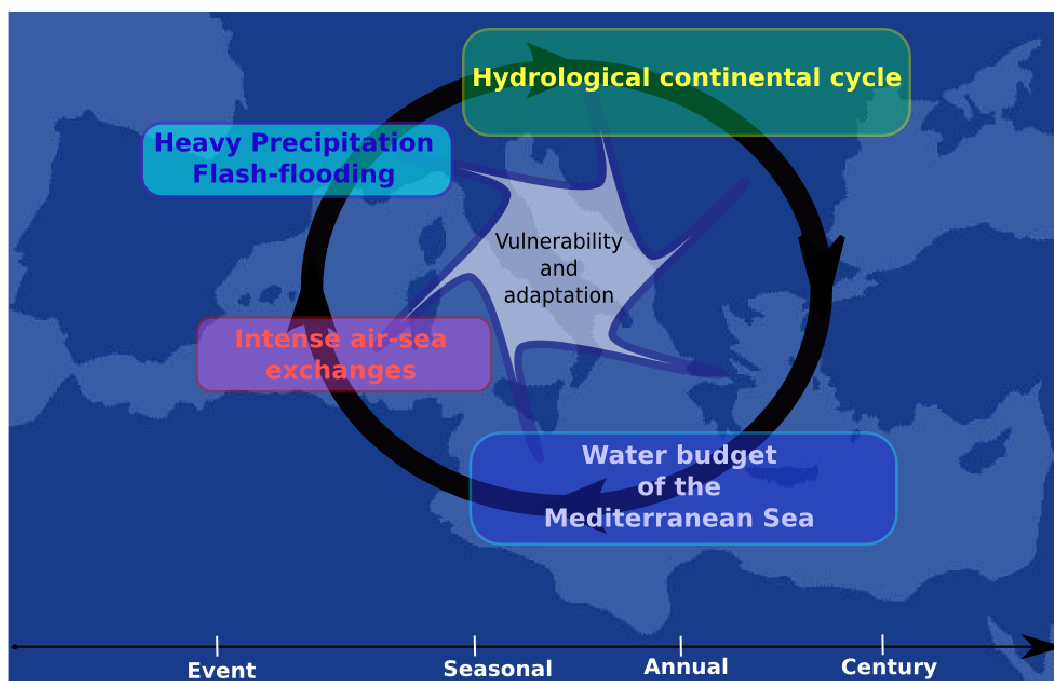 Hydrological continental cycle
Heavy Precipitation
Flash-flooding
Vulnerability
and
adaptation
Intense air-sea
exchanges
Water budget
of the
Mediterranean Sea
Event
Seasonal
Annual
Century